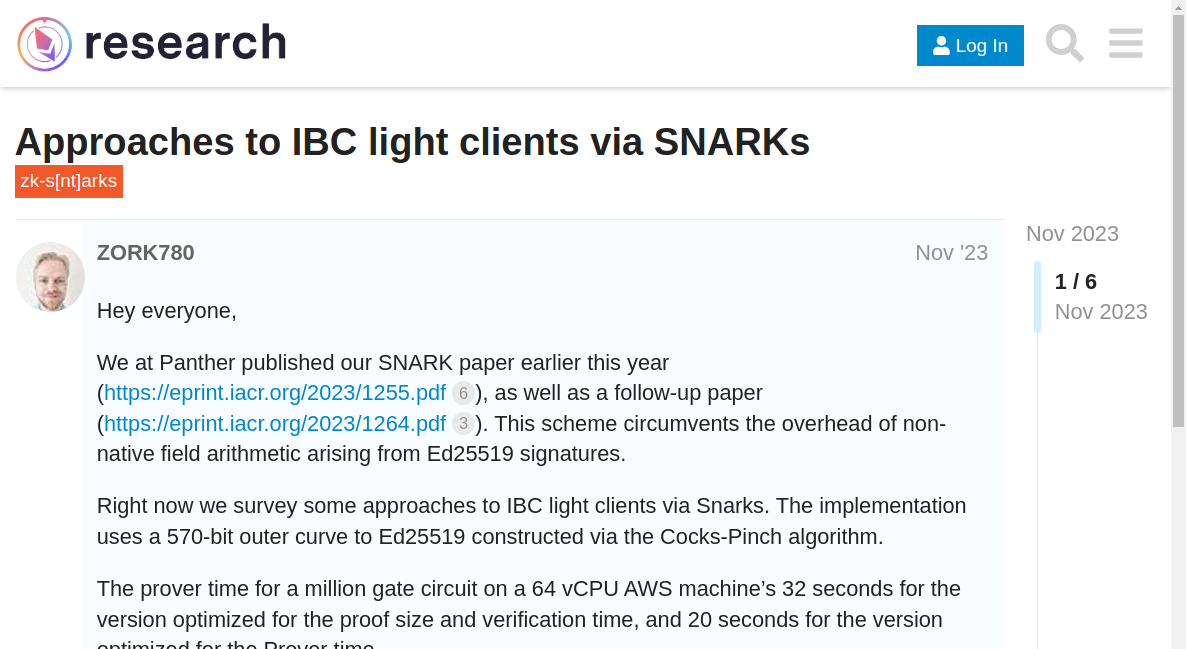 research
Log In
Approaches to IBC light clients via SNARKs
zk-s[nt]arks
ZORK780
Nov '23
Nov 2023
1 / 6
Nov 2023
Hey everyone,
We at Panther published our SNARK paper earlier this year
(https://eprint.iacr.org/2023/1255.pdf 6), as well as a follow-up paper
(https://eprint.iacr.org/2023/1264.pdf 3). This scheme circumvents the overhead of non-
native field arithmetic arising from Ed25519 signatures.
Right now we survey some approaches to IBC light clients via Snarks. The implementation
uses a 570-bit outer curve to Ed25519 constructed via the Cocks-Pinch algorithm.
The prover time for a million gate circuit on a 64 vCPU AWS machine’s 32 seconds for the
version optimized for the proof size and verification time, and 20 seconds for the version
optimized for the Prover time